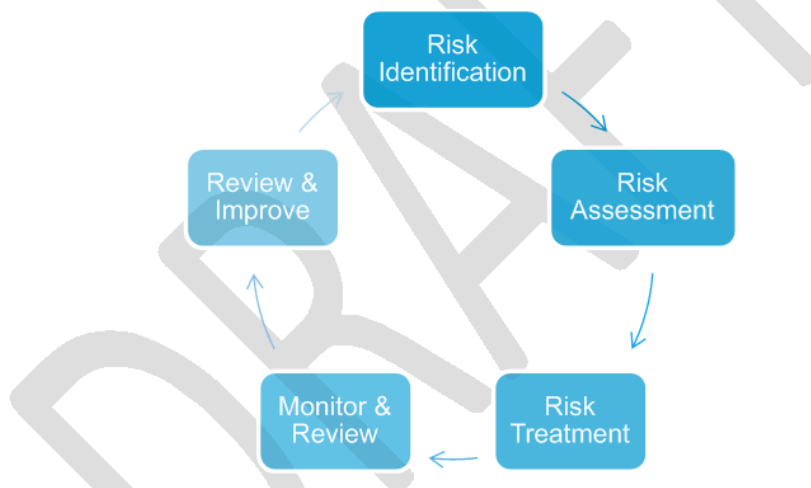 Risk
Identification
Risk
Assessment
Risk
Treatment
Monitor &
Review
Review &
Improve
DRAFT